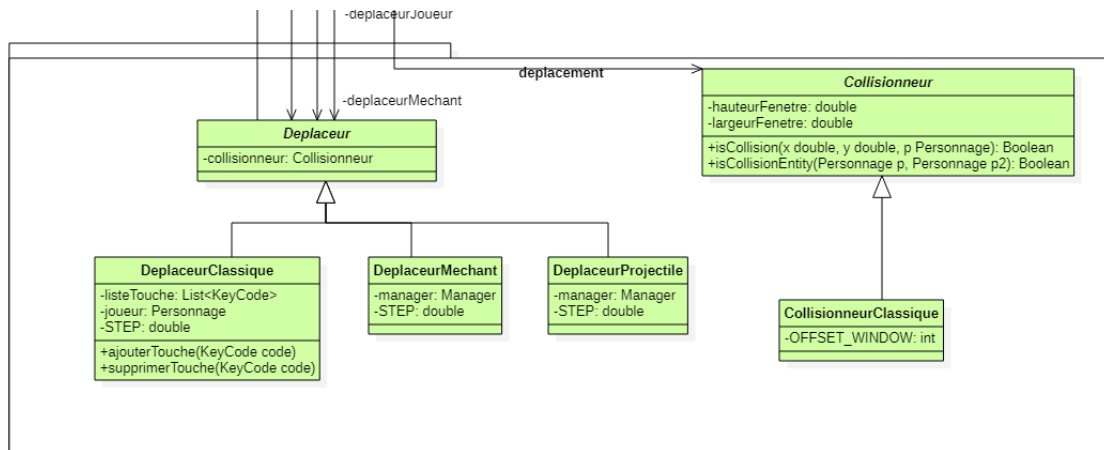 -deplaceurJoueur
deplacement
-deplaceurMechant
Deplaceur
-collisionneur: Collisionneur
Collisionneur
-hauteurFenetre: double
-largeurFenetre: double
+isCollision(x double, y double, p Personnage): Boolean
+isCollisionEntity(Personnage p, Personnage p2): Boolean
DeplaceurClassique
-listeTouche: List<KeyCode>
-joueur: Personnage
-STEP: double
+ajouterTouche(KeyCode code)
+supprimerTouche(KeyCode code)
DeplaceurMechant
-manager: Manager
-STEP: double
DeplaceurProjectile
-manager: Manager
-STEP: double
CollisionneurClassique
-OFFSET_WINDOW: int